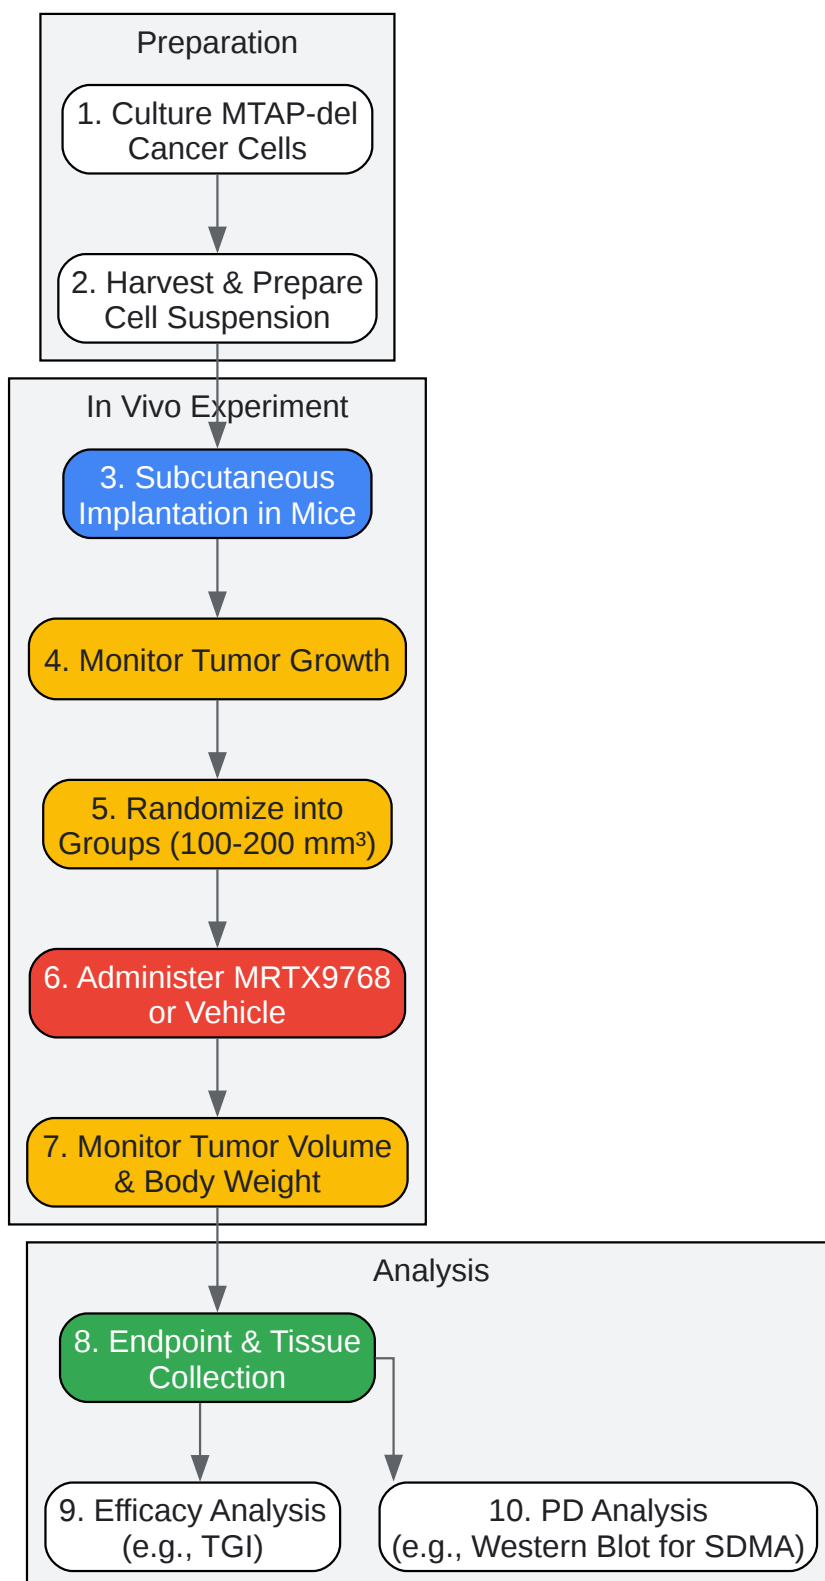 Preparation
1. Culture MTAP-del
Cancer Cells
2. Harvest & Prepare
Cell Suspension
In Vivo Experiment
3. Subcutaneous
Implantation in Mice
4. Monitor Tumor Growth
5. Randomize into
Groups (100-200 mm³)
6. Administer MRTX9768
or Vehicle
7. Monitor Tumor Volume
& Body Weight
Analysis
8. Endpoint & Tissue
Collection
9. Efficacy Analysis
(e.g., TGI)
10. PD Analysis
(e.g., Western Blot for SDMA)